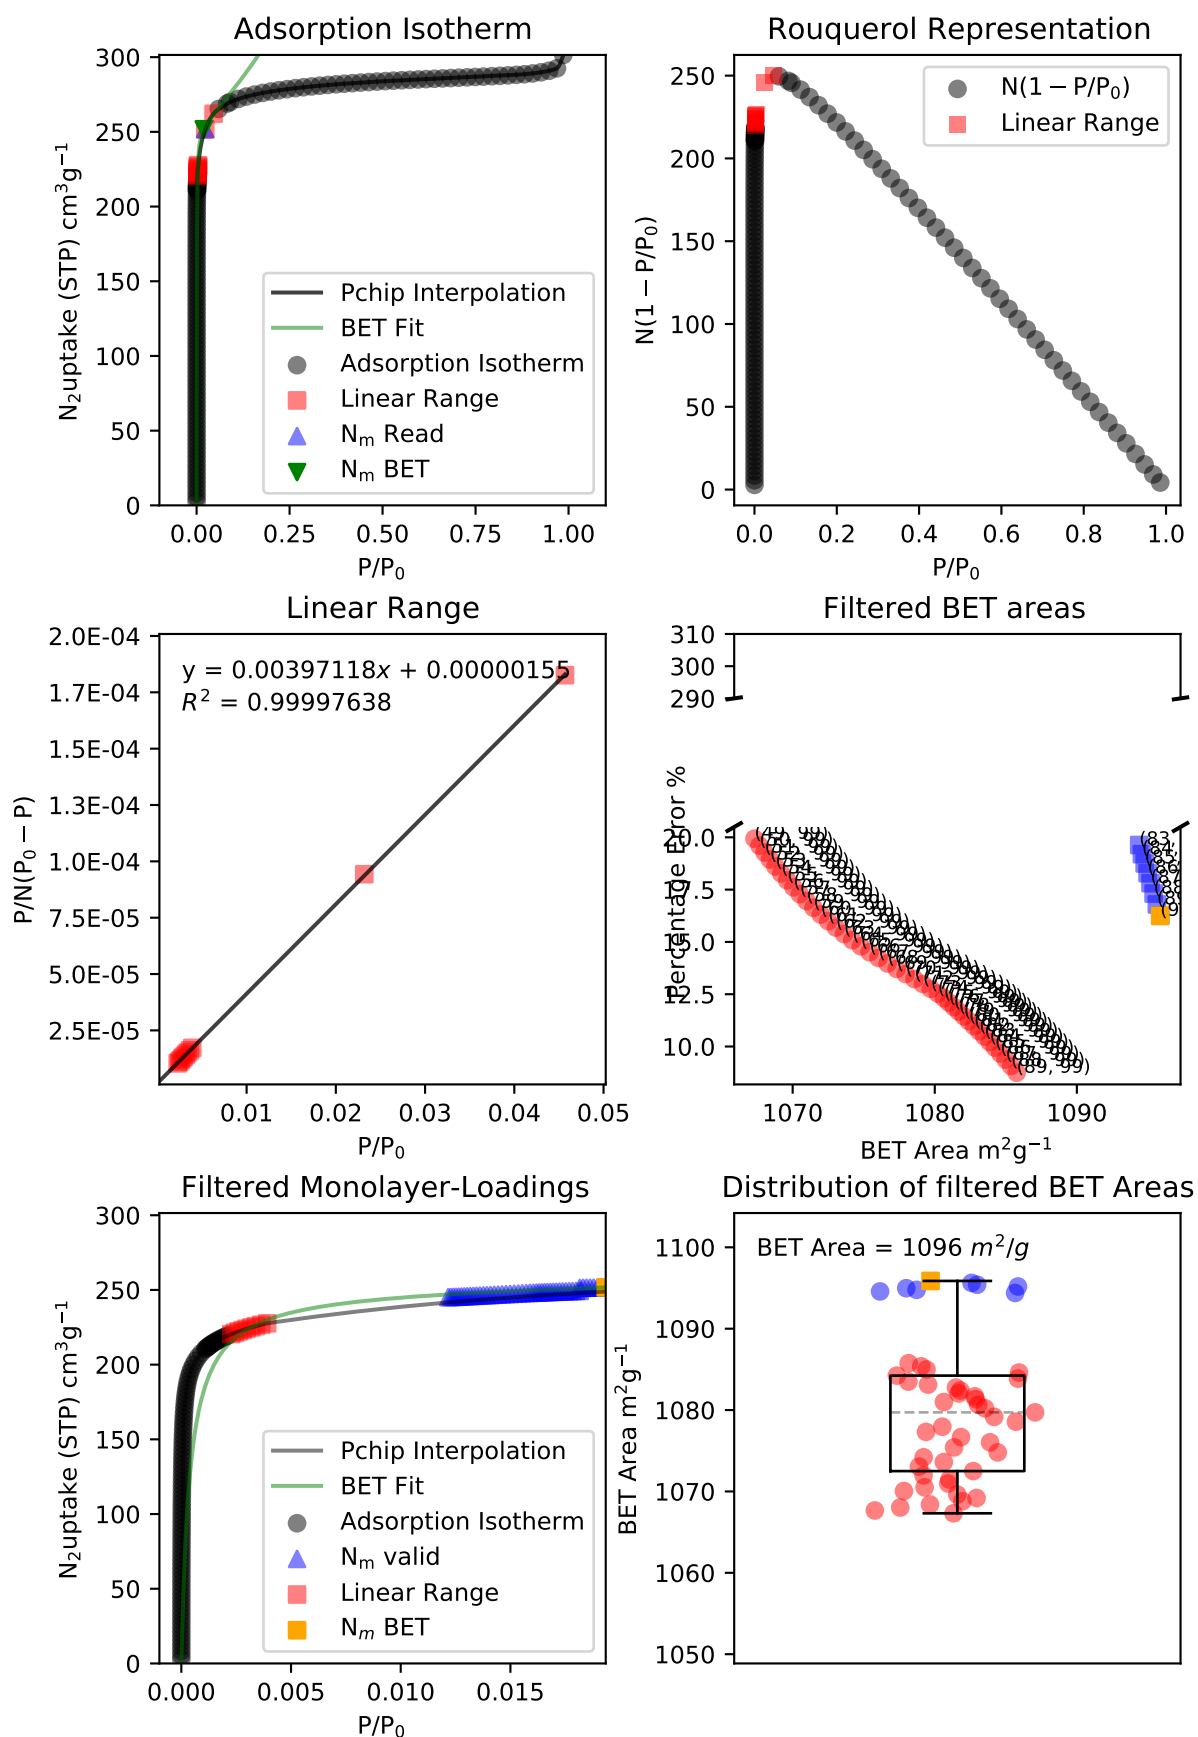 Adsorption Isotherm
300
250
200
150
100
50
0
N₂uptake (STP) cm³g⁻¹
Pchip Interpolation
BET Fit
Adsorption Isotherm
Linear Range
Nₘ Read
Nₘ BET
0.00 0.25 0.50 0.75 1.00
P/P₀
Rouquerol Representation
250
200
150
100
50
0
N(1 − P/P₀)
N(1 − P/P₀)
Linear Range
0.0 0.2 0.4 0.6 0.8 1.0
P/P₀
Linear Range
2.0E-04
1.7E-04
1.5E-04
1.3E-04
1.0E-04
7.5E-05
5.0E-05
2.5E-05
P/N(P₀ − P)
y = 0.00397118x + 0.00000155
R² = 0.99997638
0.01 0.02 0.03 0.04 0.05
P/P₀
Filtered BET areas
310
300
290
20.0
17.5
15.0
12.5
10.0
Percentage Error %
(89, 99)
1070 1080 1090
BET Area m²g⁻¹
Filtered Monolayer-Loadings
300
250
200
150
100
50
0
N₂uptake (STP) cm³g⁻¹
Pchip Interpolation
BET Fit
Adsorption Isotherm
Nₘ valid
Linear Range
Nₘ BET
0.000 0.005 0.010 0.015
P/P₀
Distribution of filtered BET Areas
1100
1090
1080
1070
1060
1050
BET Area m²g⁻¹
BET Area = 1096 m²/g